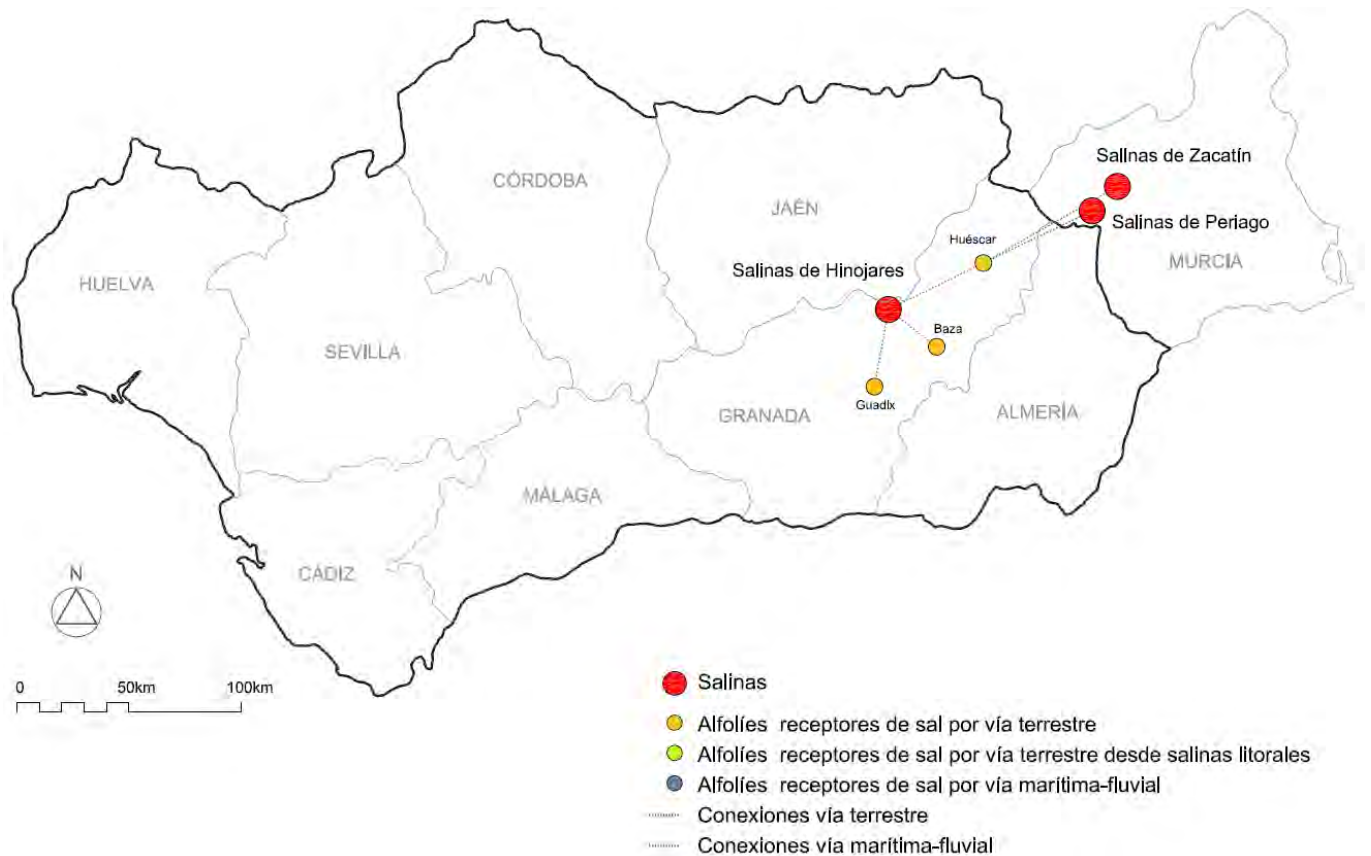 Salinas de Zacatín
CÓRDOBA
JAÉN
Salinas de Periago
Huéscar
MURCIA
Salinas de Hinojares
HUELVA
Baza
SEVILLA
Guadix
GRANADA
ALMERÍA
MÁLAGA
CÁDIZ
N
0 50km 100km
Salinas
Alfolíes receptores de sal por vía terrestre
Alfolíes receptores de sal por vía terrestre desde salinas litorales
Alfolíes receptores de sal por vía marítima-fluvial
Conexiones vía terrestre
Conexiones vía marítima-fluvial